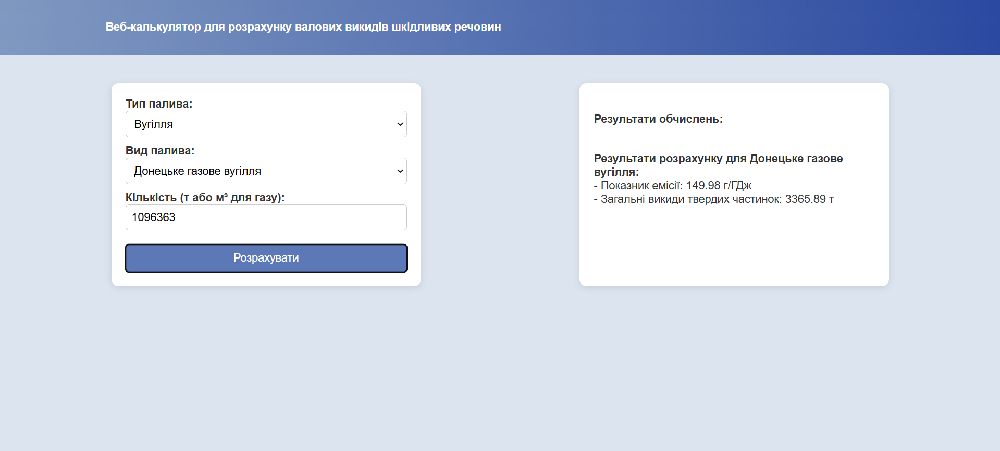 Веб-калькулятор для розрахунку валових викидів шкідливих речовин
Тип палива:
Вугілля
Вид палива:
Донецьке газове вугілля
Кількість (т або м³ для газу):
1096363
Розрахувати
Результати обчислень:
Результати розрахунку для Донецьке газове
вугілля:
- Показник емісії: 149.98 г/ГДж
- Загальні викиди твердих частинок: 3365.89 т